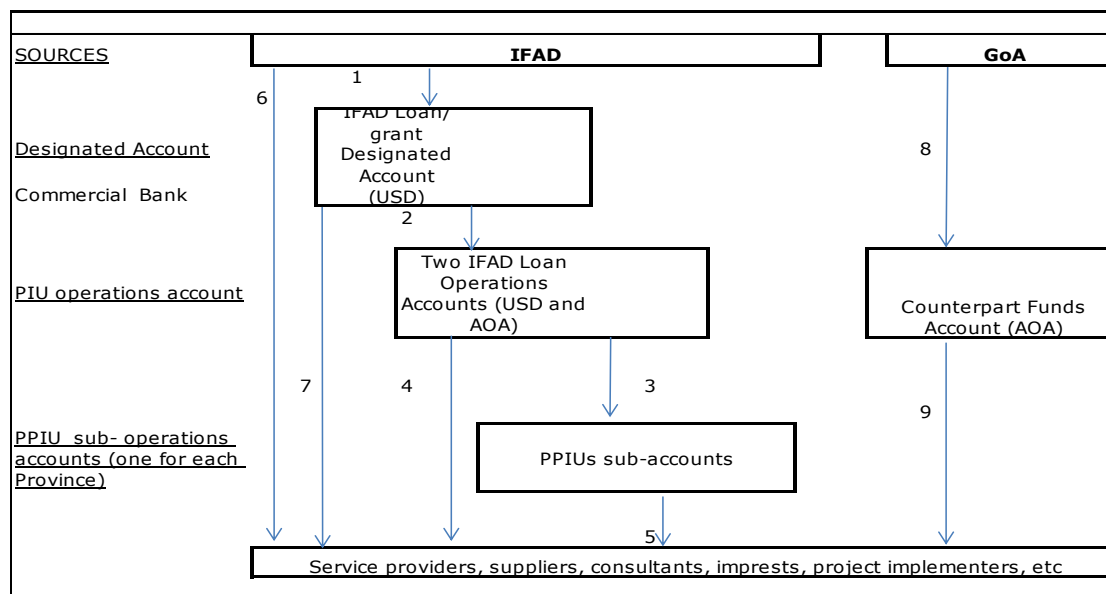 SOURCES
IFAD
GoA
1
6
IFAD Loan/
grant
Designated
Account
(USD)
Designated Account
8
Commercial Bank
2
Two IFAD Loan
Operations
Accounts (USD and
AOA)
PIU operations account
Counterpart Funds
Account (AOA)
7
4
3
9
PPIU sub- operations
accounts (one for each
Province)
PPIUs sub-accounts
5
Service providers, suppliers, consultants, imprests, project implementers, etc